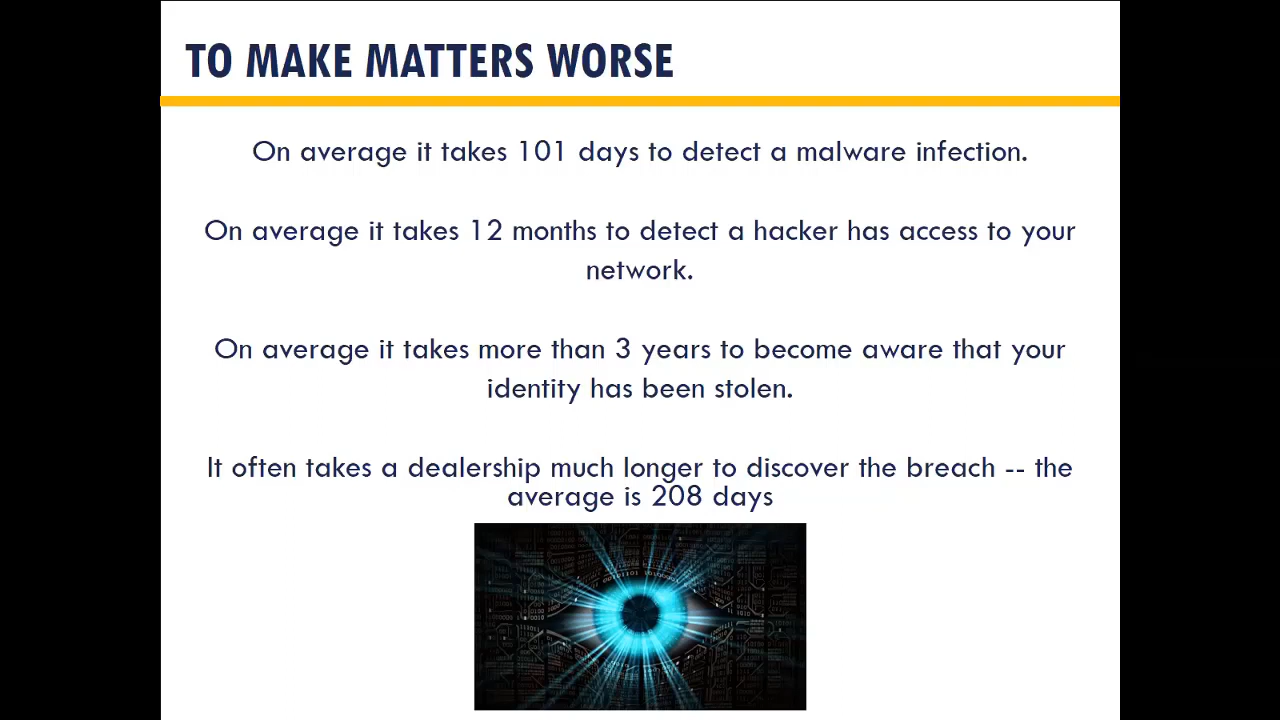 TO MAKE MATTERS WORSE
On average it takes 101 days to detect a malware infection.
On average it takes 12 months to detect a hacker has access to your
network.
On average it takes more than 3 years to become aware that your
identity has been stolen.
It often takes a dealership much longer to discover the breach -- the
average is 208 days